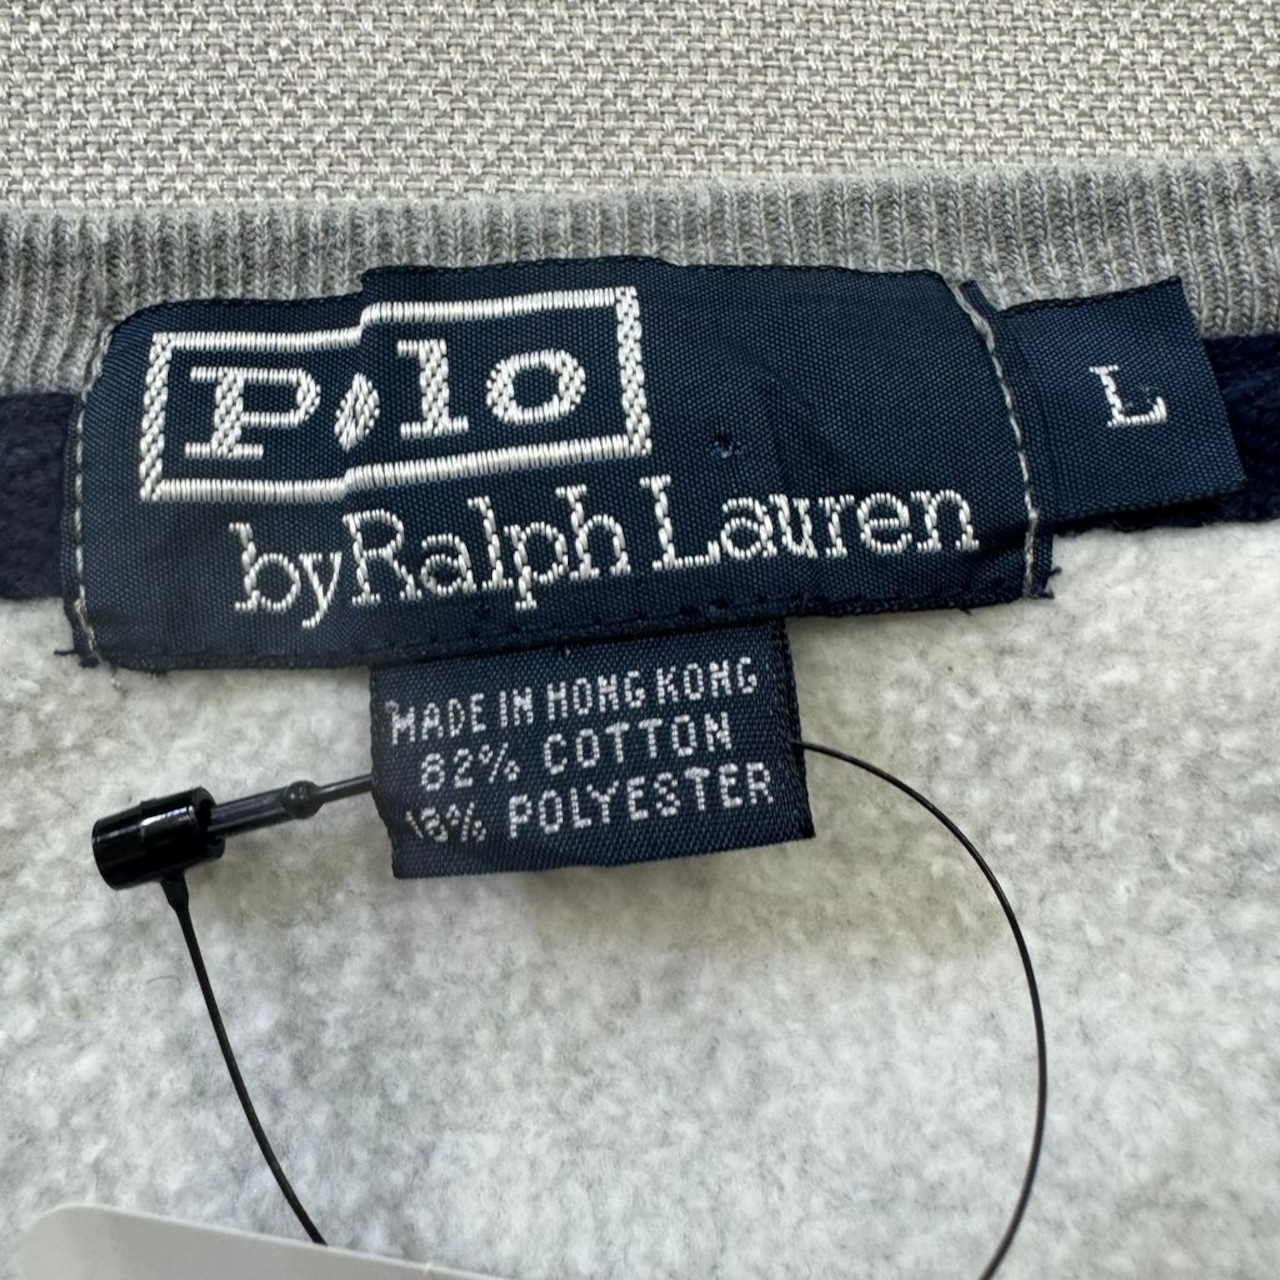 Polo
by Ralph Lauren
L
MADE IN HONG KONG
82% COTTON
18% POLYESTER